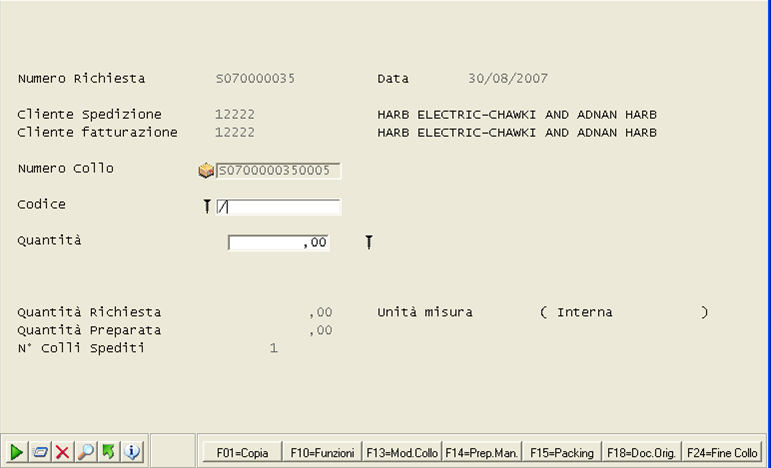 Numero Richiesta S070000035 Data 30/08/2007
Cliente Spedizione 12222 HARB ELECTRIC-CHAWKI AND ADNAN HARB
Cliente fatturazione 12222 HARB ELECTRIC-CHAWKI AND ADNAN HARB
Numero Collo S0700000350005
Codice /
Quantità ,00
Quantità Richiesta ,00 Unità misura ( Interna )
Quantità Preparata ,00
N° Colli Spediti 1
F01=Copia F10=Funzioni F13=Mod.Collo F14=Prep.Man. F15=Packing F18=Doc.Orig. F24=Fine Collo